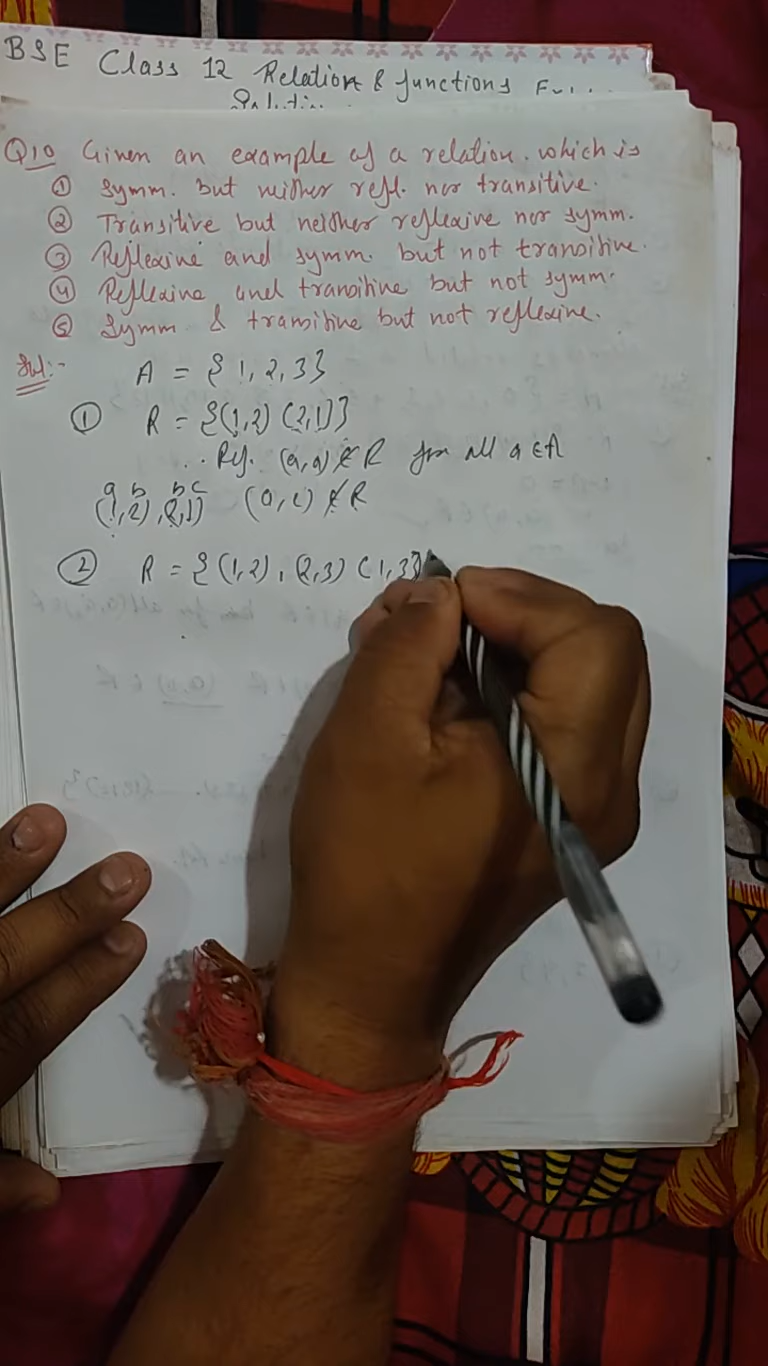 BSE Class 12 Relation & functions
Q10 Given an example of a relation. which is
① Symm. but neither refl. nor transitive.
② Transitive but neither reflexive nor symm.
③ Reflexive and symm. but not transitive.
④ Reflexive and transitive but not symm.
⑤ Symm & transitive but not reflexive.
Sol:- A = {1, 2, 3}
① R = {(1,2) (2,1)}
∴ Ref. (a,a) ∉ R for all a ∈ A
a b b c
(1,2), (2,1) (a,c) ∉ R
② R = {(1,2), (2,3) (1,3)